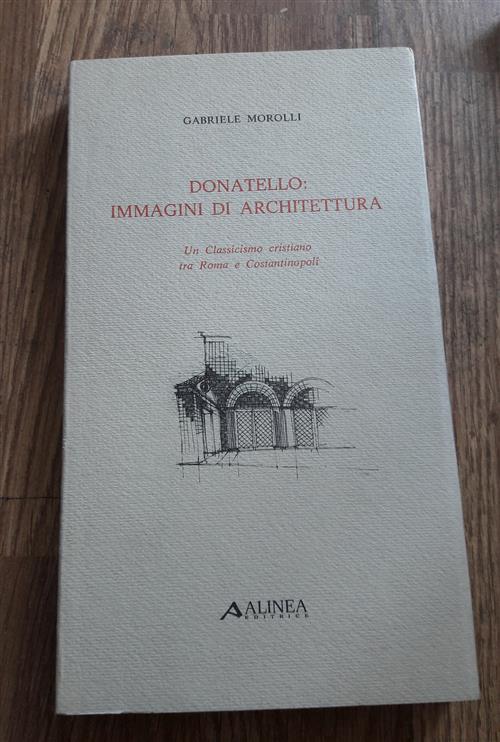 GABRIELE MOROLLI
DONATELLO:
IMMAGINI DI ARCHITETTURA
Un Classicismo cristiano
tra Roma e Costantinopoli
ALINEA
EDITRICE